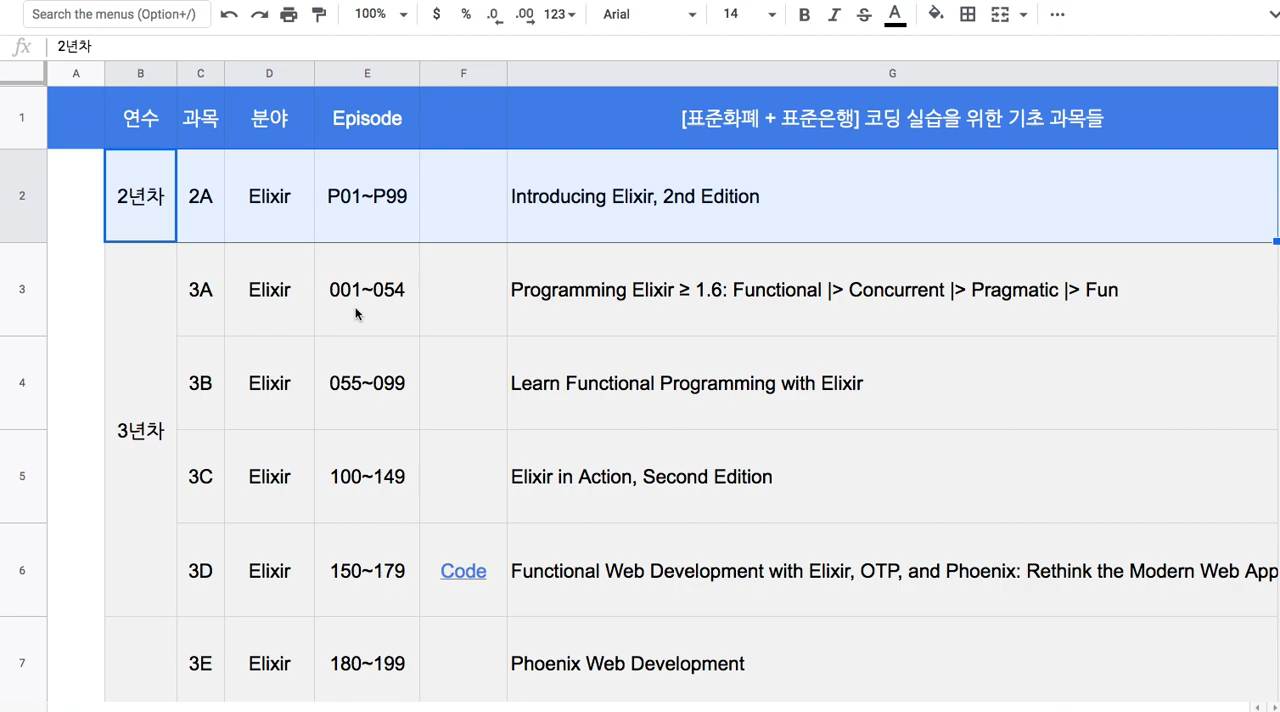 Search the menus (Option+/) 100% $ % .0 .00 123 Arial 14 B I S A
fx 2년차
A B C D E F G
1 연수 과목 분야 Episode [표준화폐 + 표준은행] 코딩 실습을 위한 기초 과목들
2 2년차 2A Elixir P01~P99 Introducing Elixir, 2nd Edition
3 3A Elixir 001~054 Programming Elixir ≥ 1.6: Functional |> Concurrent |> Pragmatic |> Fun
4 3B Elixir 055~099 Learn Functional Programming with Elixir
3년차
5 3C Elixir 100~149 Elixir in Action, Second Edition
6 3D Elixir 150~179 Code Functional Web Development with Elixir, OTP, and Phoenix: Rethink the Modern Web App
7 3E Elixir 180~199 Phoenix Web Development